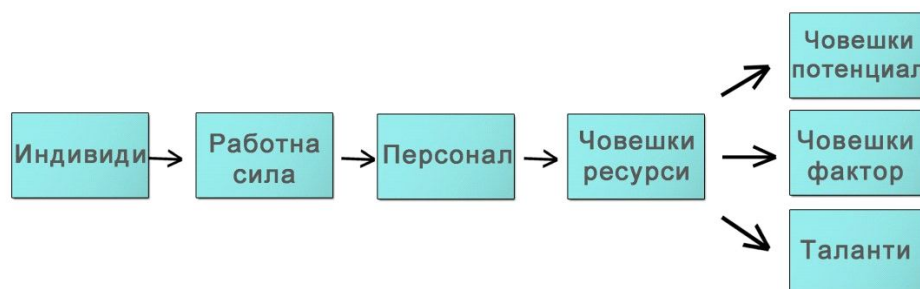 Индивиди
Работна
сила
Персонал
Човешки
ресурси
Човешки
потенциал
Човешки
фактор
Таланти